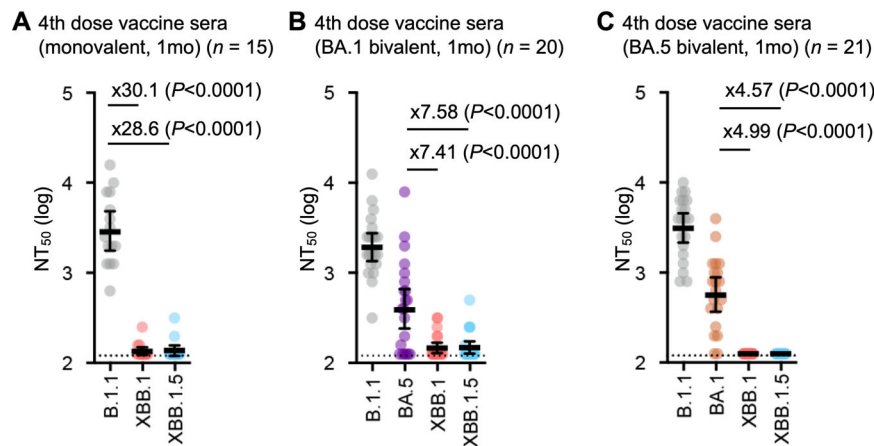 A 4th dose vaccine sera
(monovalent, 1mo) (n = 15)
NT50 (log)
5
4
3
2
x30.1 (P<0.0001)
x28.6 (P<0.0001)
B.1.1
XBB.1
XBB.1.5
B 4th dose vaccine sera
(BA.1 bivalent, 1mo) (n = 20)
NT50 (log)
5
4
3
2
x7.58 (P<0.0001)
x7.41 (P<0.0001)
B.1.1
BA.5
XBB.1
XBB.1.5
C 4th dose vaccine sera
(BA.5 bivalent, 1mo) (n = 21)
NT50 (log)
5
4
3
2
x4.57 (P<0.0001)
x4.99 (P<0.0001)
B.1.1
BA.1
XBB.1
XBB.1.5